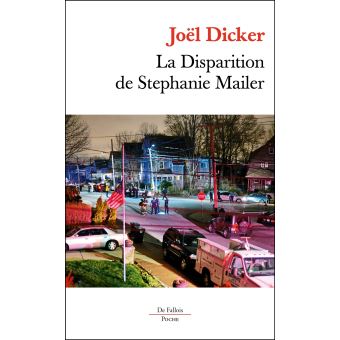 Joël Dicker
La Disparition
de Stephanie Mailer
De Fallois
Poche